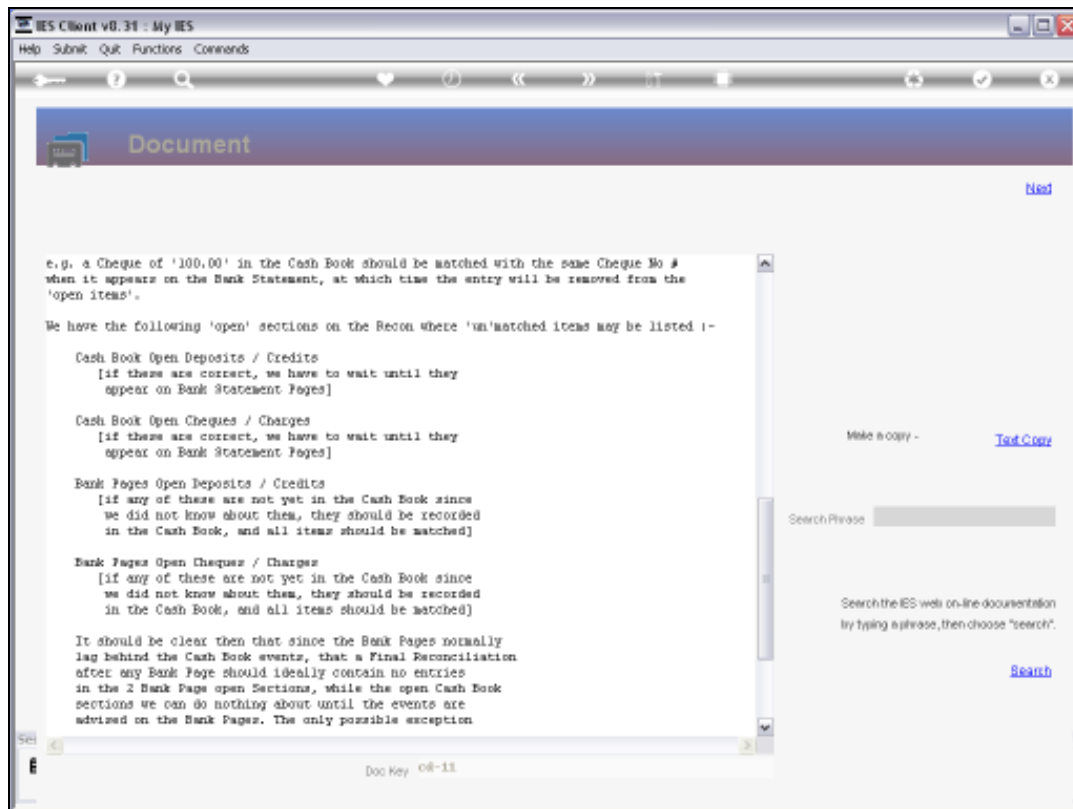 IES Client v8.31 : My IES
Help Submit Quit Functions Commands
Document
Next
e.g. a Cheque of '100.00' in the Cash Book should be matched with the same Cheque No #
when it appears on the Bank Statement, at which time the entry will be removed from the
'open items'.
We have the following 'open' sections on the Recon where 'un'matched items may be listed :-
Cash Book Open Deposits / Credits
[if these are correct, we have to wait until they
appear on Bank Statement Pages]
Cash Book Open Cheques / Charges
[if these are correct, we have to wait until they
appear on Bank Statement Pages]
Bank Pages Open Deposits / Credits
[if any of these are not yet in the Cash Book since
we did not know about them, they should be recorded
in the Cash Book, and all items should be matched]
Bank Pages Open Cheques / Charges
[if any of these are not yet in the Cash Book since
we did not know about them, they should be recorded
in the Cash Book, and all items should be matched]
It should be clear then that since the Bank Pages normally
lag behind the Cash Book events, that a Final Reconciliation
after any Bank Page should ideally contain no entries
in the 2 Bank Page open Sections, while the open Cash Book
sections we can do nothing about until the events are
advised on the Bank Pages. The only possible exception
Make a copy -
Text Copy
Search Phrase
Search the IES web on-line documentation
by typing a phrase, then choose "search".
Search
Doc Key c8-11